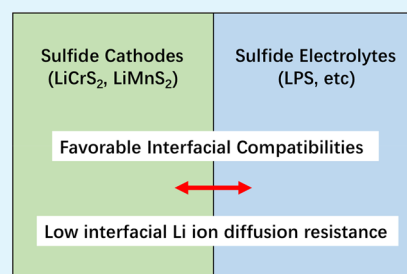 Sulfide Cathodes
(LiCrS₂, LiMnS₂)
Sulfide Electrolytes
(LPS, etc)
Favorable Interfacial Compatibilities
Low interfacial Li ion diffusion resistance